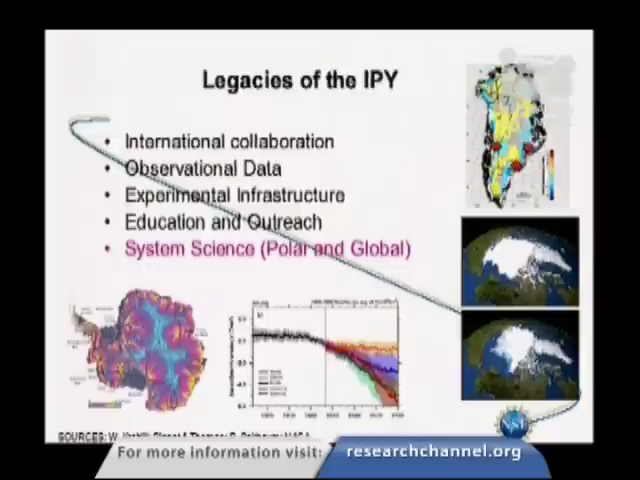 Legacies of the IPY
• International collaboration
• Observational Data
• Experimental Infrastructure
• Education and Outreach
• System Science (Polar and Global)
SOURCES: W.
For more information visit: researchchannel.org